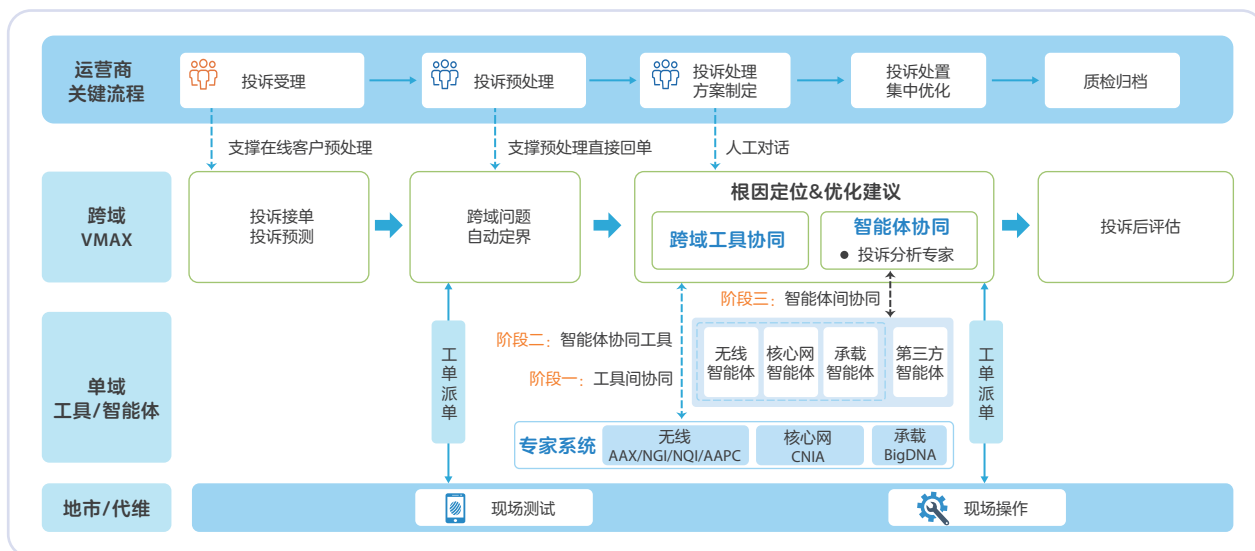 运营商
关键流程
投诉受理
投诉预处理
投诉处理
方案制定
投诉处置
集中优化
质检归档
支撑在线客户预处理
支撑预处理直接回单
人工对话
跨域
VMAX
投诉接单
投诉预测
跨域问题
自动定界
根因定位&优化建议
跨域工具协同
智能体协同
● 投诉分析专家
投诉后评估
阶段三：智能体间协同
阶段二：智能体协同工具
阶段一：工具间协同
单域
工具/智能体
工单派单
无线
智能体
核心网
智能体
承载
智能体
第三方
智能体
工单派单
专家系统
无线
AAX/NGI/NQI/AAPC
核心网
CNIA
承载
BigDNA
地市/代维
现场测试
现场操作